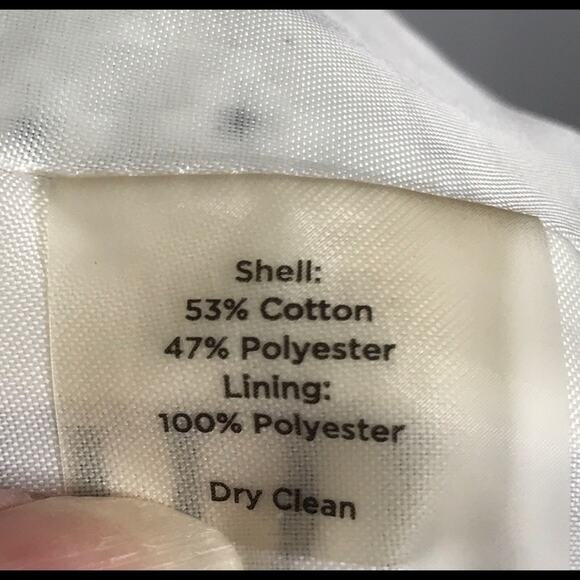 Shell:
53% Cotton
47% Polyester
Lining:
100% Polyester
Dry Clean